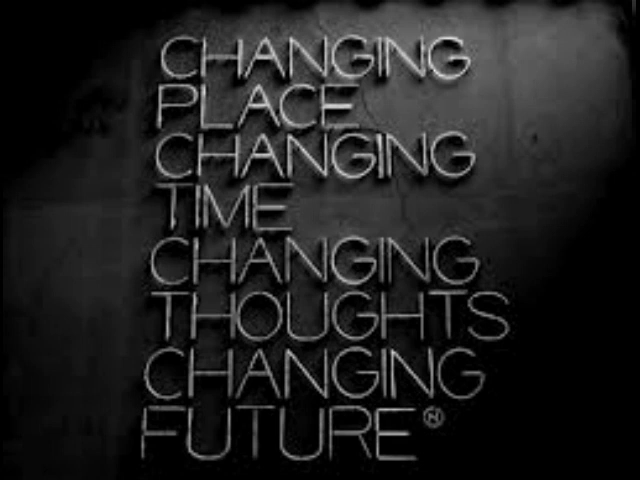 CHANGING
PLACE
CHANGING
TIME
CHANGING
THOUGHTS
CHANGING
FUTURE Ⓝ